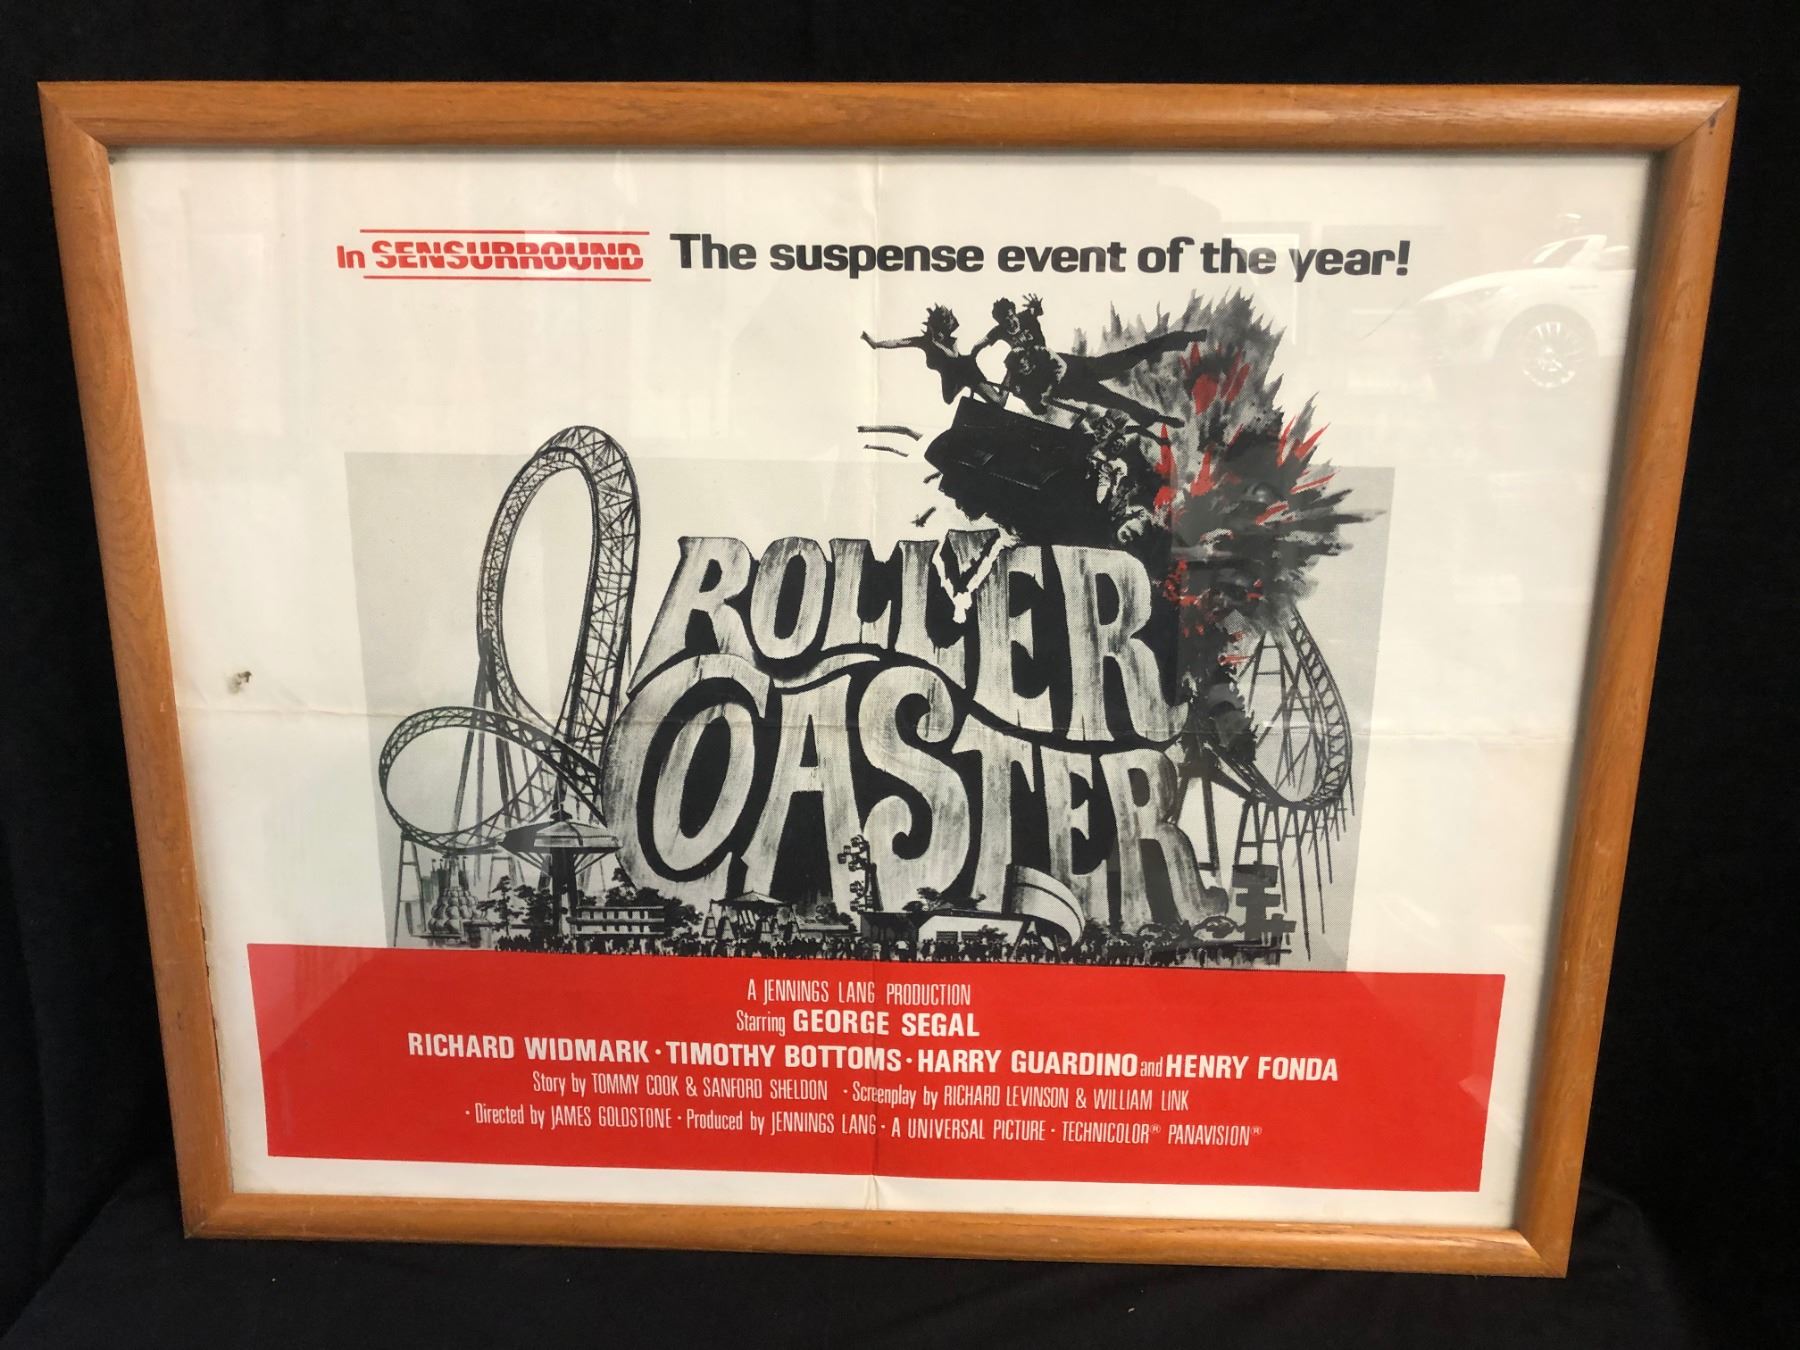 In SENSURROUND The suspense event of the year!
ROLLER
COASTER
A JENNINGS LANG PRODUCTION
Starring GEORGE SEGAL
RICHARD WIDMARK · TIMOTHY BOTTOMS · HARRY GUARDINO and HENRY FONDA
Story by TOMMY COOK & SANFORD SHELDON · Screenplay by RICHARD LEVINSON & WILLIAM LINK
· Directed by JAMES GOLDSTONE · Produced by JENNINGS LANG · A UNIVERSAL PICTURE · TECHNICOLOR® PANAVISION®